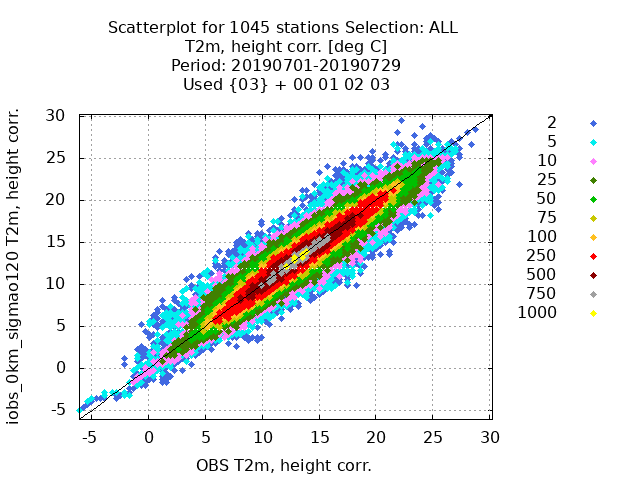 Scatterplot for 1045 stations Selection: ALL
T2m, height corr. [deg C]
Period: 20190701-20190729
Used {03} + 00 01 02 03
iobs_0km_sigmao120 T2m, height corr.
30
25
20
15
10
5
0
-5
-5 0 5 10 15 20 25 30
OBS T2m, height corr.
2
5
10
25
50
75
100
250
500
750
1000